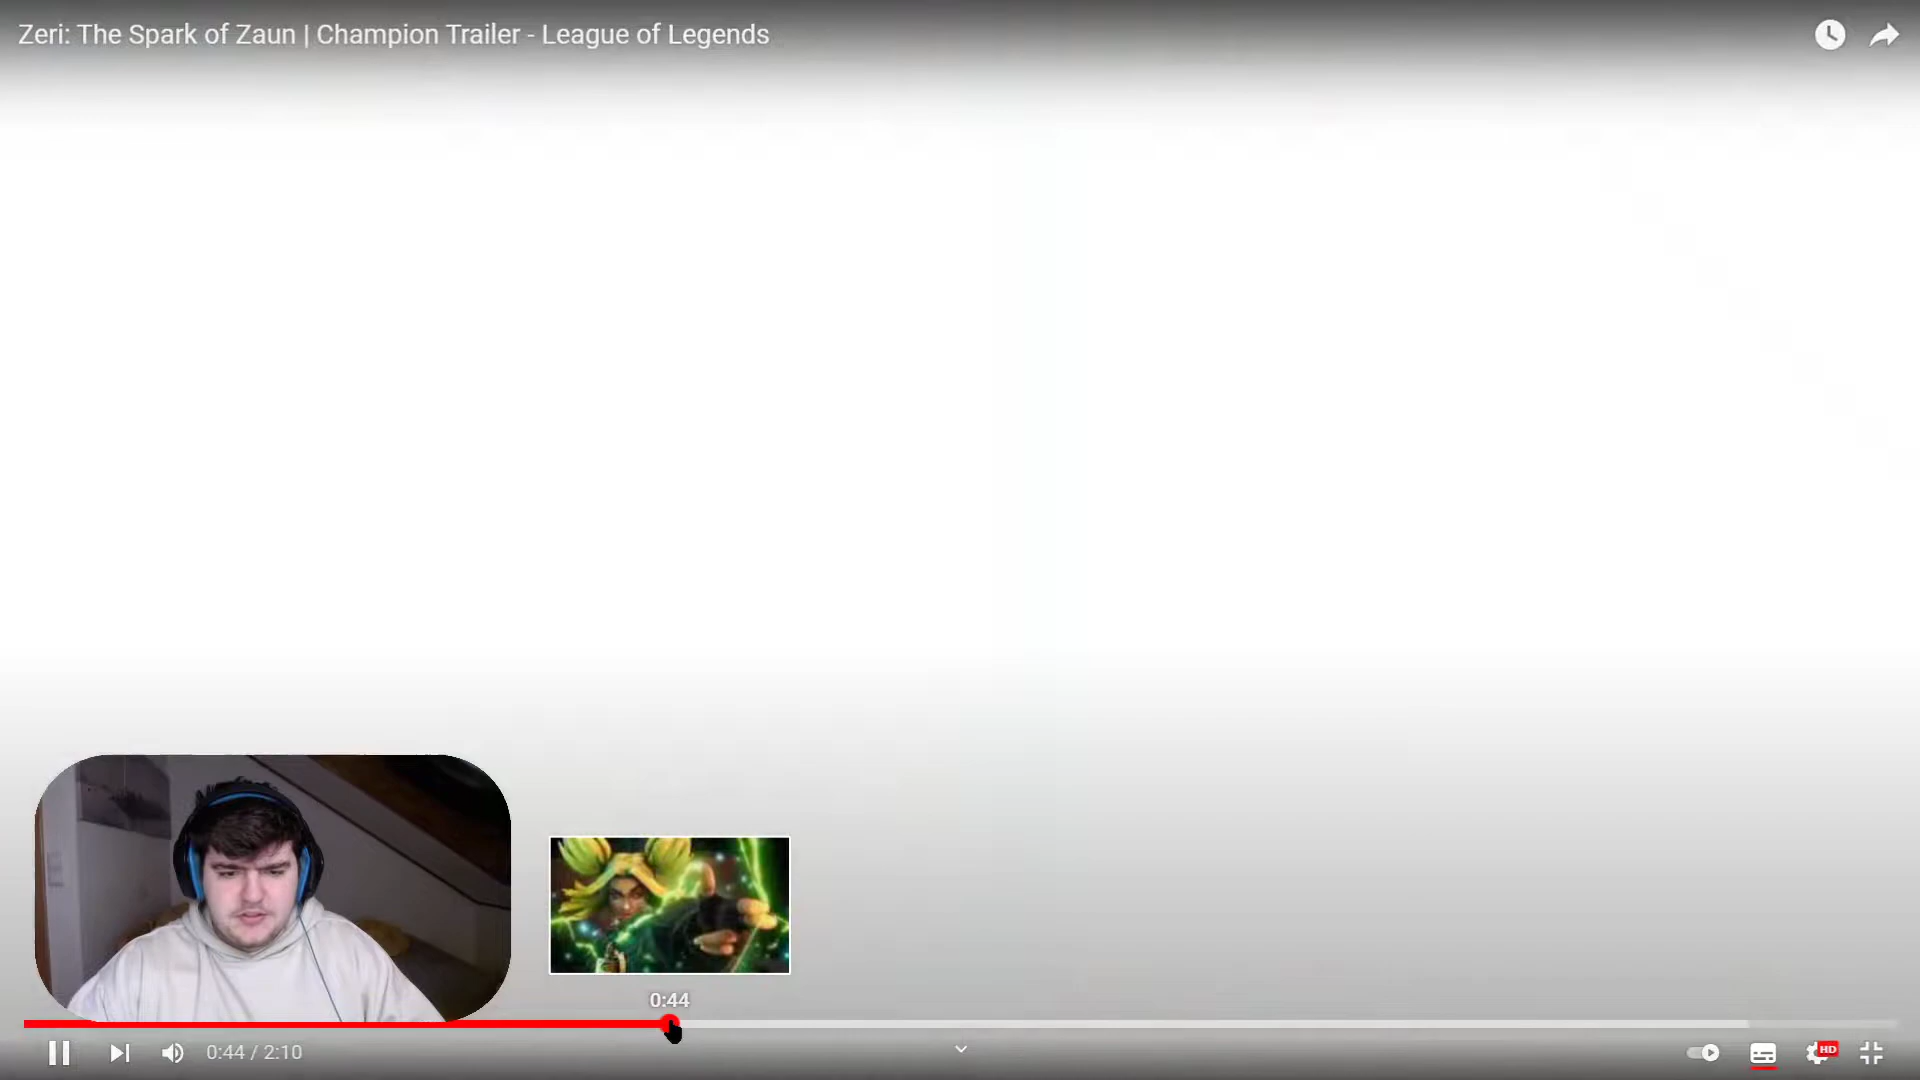 Zeri: The Spark of Zaun | Champion Trailer - League of Legends
0:44
0:44 / 2:10
HD